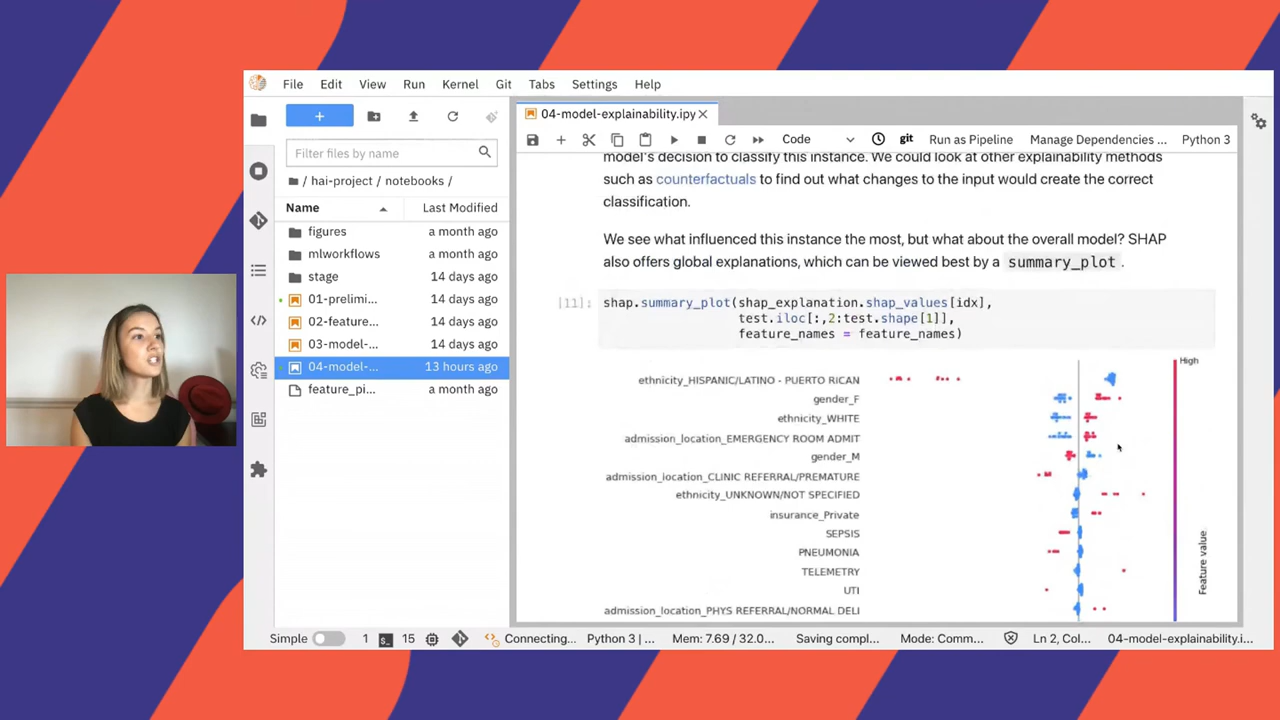 File Edit View Run Kernel Git Tabs Settings Help
+
Filter files by name
/ hai-project / notebooks /
Name Last Modified
figures a month ago
mlworkflows a month ago
stage 14 days ago
01-prelimi... 14 days ago
02-feature... 14 days ago
03-model-... 14 days ago
04-model-... 13 hours ago
feature_pi... a month ago
04-model-explainability.ipy
Code git Run as Pipeline Manage Dependencies ... Python 3
model's decision to classify this instance. We could look at other explainability methods
such as counterfactuals to find out what changes to the input would create the correct
classification.
We see what influenced this instance the most, but what about the overall model? SHAP
also offers global explanations, which can be viewed best by a summary_plot .
[11]: shap.summary_plot(shap_explanation.shap_values[idx],
test.iloc[:,2:test.shape[1]],
feature_names = feature_names)
High
ethnicity_HISPANIC/LATINO - PUERTO RICAN
gender_F
ethnicity_WHITE
admission_location_EMERGENCY ROOM ADMIT
gender_M
admission_location_CLINIC REFERRAL/PREMATURE
ethnicity_UNKNOWN/NOT SPECIFIED
insurance_Private
SEPSIS
PNEUMONIA
TELEMETRY
UTI
admission_location_PHYS REFERRAL/NORMAL DELI
Feature value
Simple 1 15 Connecting... Python 3 | ... Mem: 7.69 / 32.0... Saving compl... Mode: Comm... Ln 2, Col... 04-model-explainability.i...